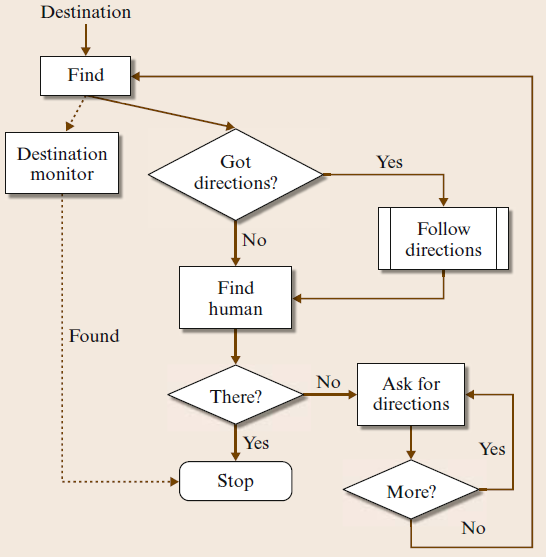 Destination
Find
Destination
monitor
Got
directions?
Yes
Follow
directions
No
Find
human
Found
There?
No
Ask for
directions
Yes
Yes
Stop
More?
No